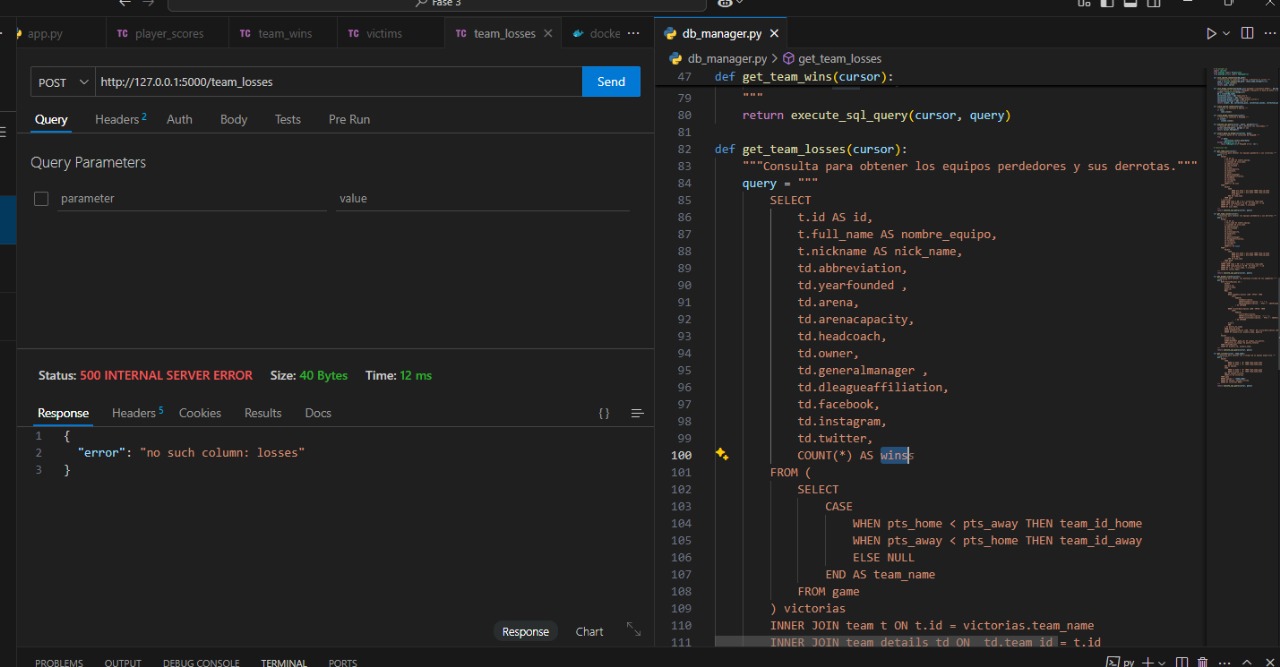 Fase 3
app.py
TC player_scores
TC team_wins
TC victims
TC team_losses
docke ...
db_manager.py
POST
http://127.0.0.1:5000/team_losses
Send
Query
Headers 2
Auth
Body
Tests
Pre Run
Query Parameters
parameter
value
Status: 500 INTERNAL SERVER ERROR Size: 40 Bytes Time: 12 ms
Response
Headers 5
Cookies
Results
Docs
{ }
1 {
2 "error": "no such column: losses"
3 }
Response
Chart
db_manager.py > get_team_losses
47 def get_team_wins(cursor):
79 """
80 return execute_sql_query(cursor, query)
81
82 def get_team_losses(cursor):
83 """Consulta para obtener los equipos perdedores y sus derrotas."""
84 query = """
85 SELECT
86 t.id AS id,
87 t.full_name AS nombre_equipo,
88 t.nickname AS nick_name,
89 td.abbreviation,
90 td.yearfounded ,
91 td.arena,
92 td.arenacapacity,
93 td.headcoach,
94 td.owner,
95 td.generalmanager ,
96 td.dleagueaffiliation,
97 td.facebook,
98 td.instagram,
99 td.twitter,
100 COUNT(*) AS winss
101 FROM (
102 SELECT
103 CASE
104 WHEN pts_home < pts_away THEN team_id_home
105 WHEN pts_away < pts_home THEN team_id_away
106 ELSE NULL
107 END AS team_name
108 FROM game
109 ) victorias
110 INNER JOIN team t ON t.id = victorias.team_name
111 INNER JOIN team_details td ON td.team_id = t.id
PROBLEMS
OUTPUT
DEBUG CONSOLE
TERMINAL
PORTS
py